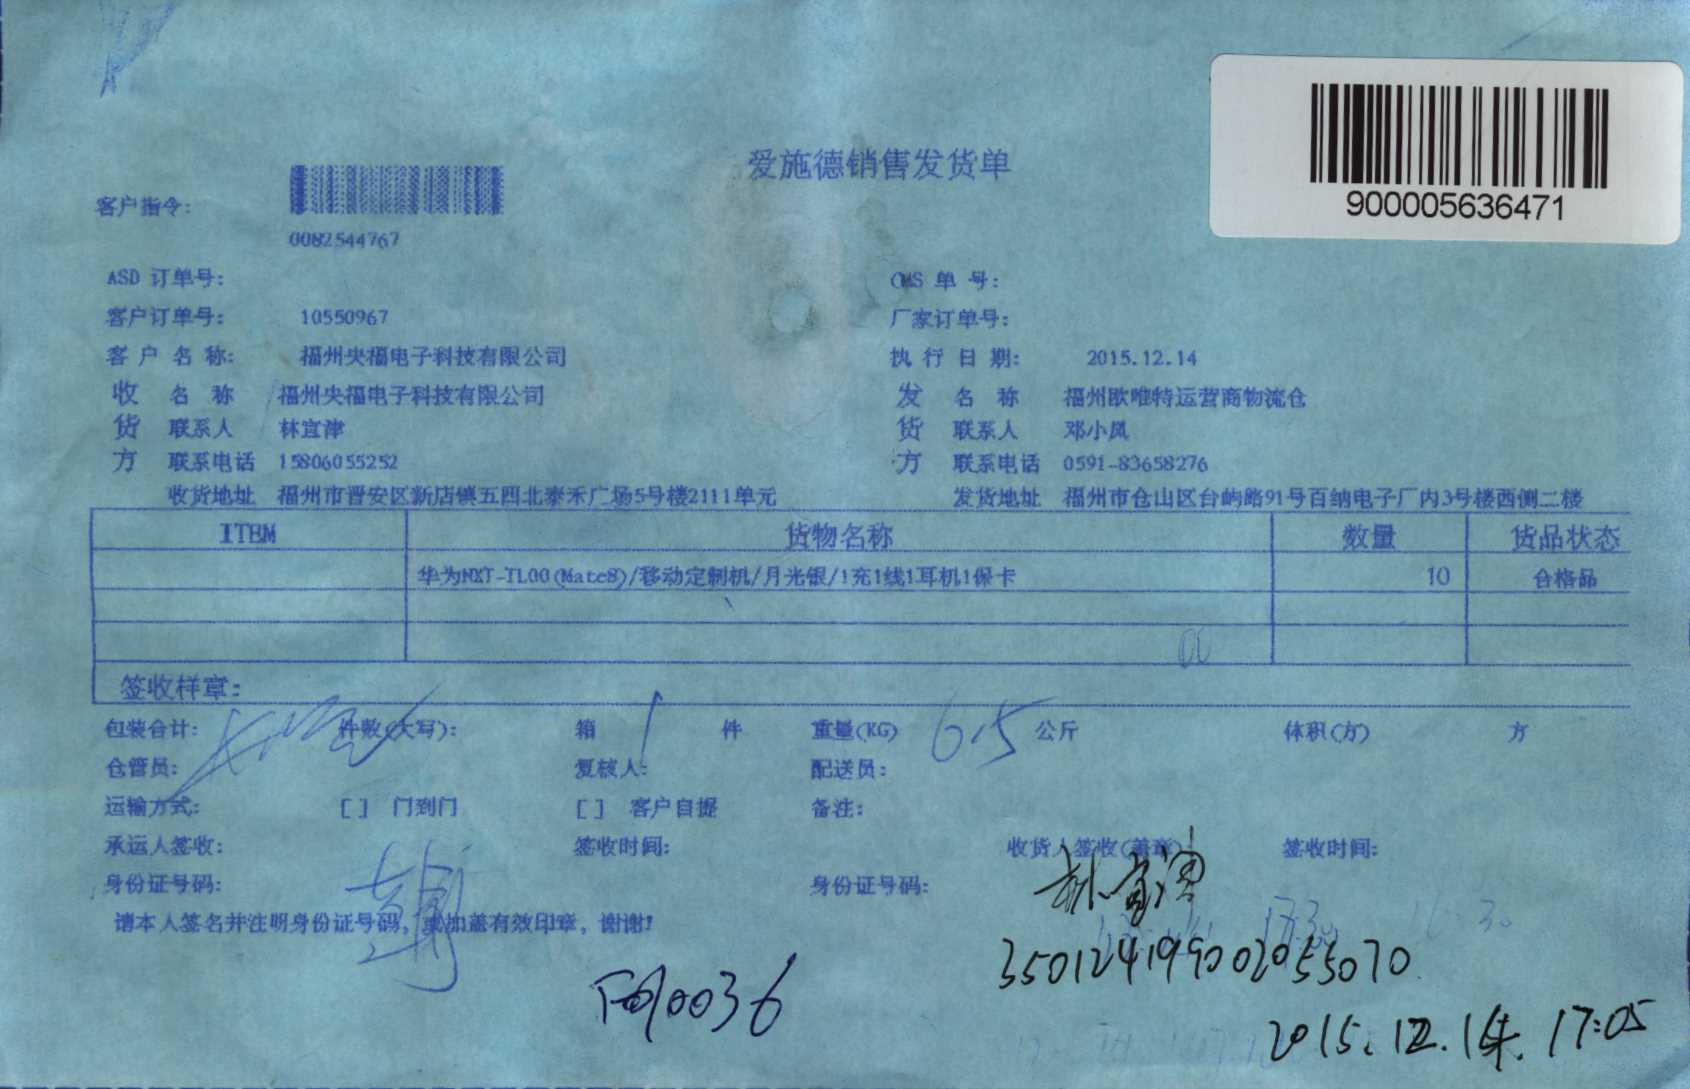 900005636471
爱施德销售发货单
客户指令:
0082544767
ASD 订单号: OMS 单 号:
客户订单号: 10550967 厂家订单号:
客 户 名 称: 福州央福电子科技有限公司 执 行 日 期: 2015.12.14
收 名 称 福州央福电子科技有限公司 发 名 称 福州欧唯特运营商物流仓
货 联系人 林宜津 货 联系人 邓小凤
方 联系电话 15806055252 方 联系电话 0591-83658276
收货地址 福州市晋安区新店镇五四北泰禾广场5号楼2111单元 发货地址 福州市仓山区台屿路91号百纳电子厂内3号楼西侧二楼
ITEM 货物名称 数量 货品状态
华为NXT-TL00(Mate8)/移动定制机/月光银/1充1线1耳机1保卡 10 合格品
签收样章:
包装合计: 件数(大写): 箱 1 件 重量(KG) 6.5 公斤 体积(方) 方
仓管员: 复核人: 配送员:
运输方式: [ ] 门到门 [ ] 客户自提 备注:
承运人签收: 签收时间: 收货人签收(盖章) 签收时间:
身份证号码: 身份证号码:
请本人签名并注明身份证号码，或加盖有效印章，谢谢!
350124199002055070
2015.12.14. 17:05